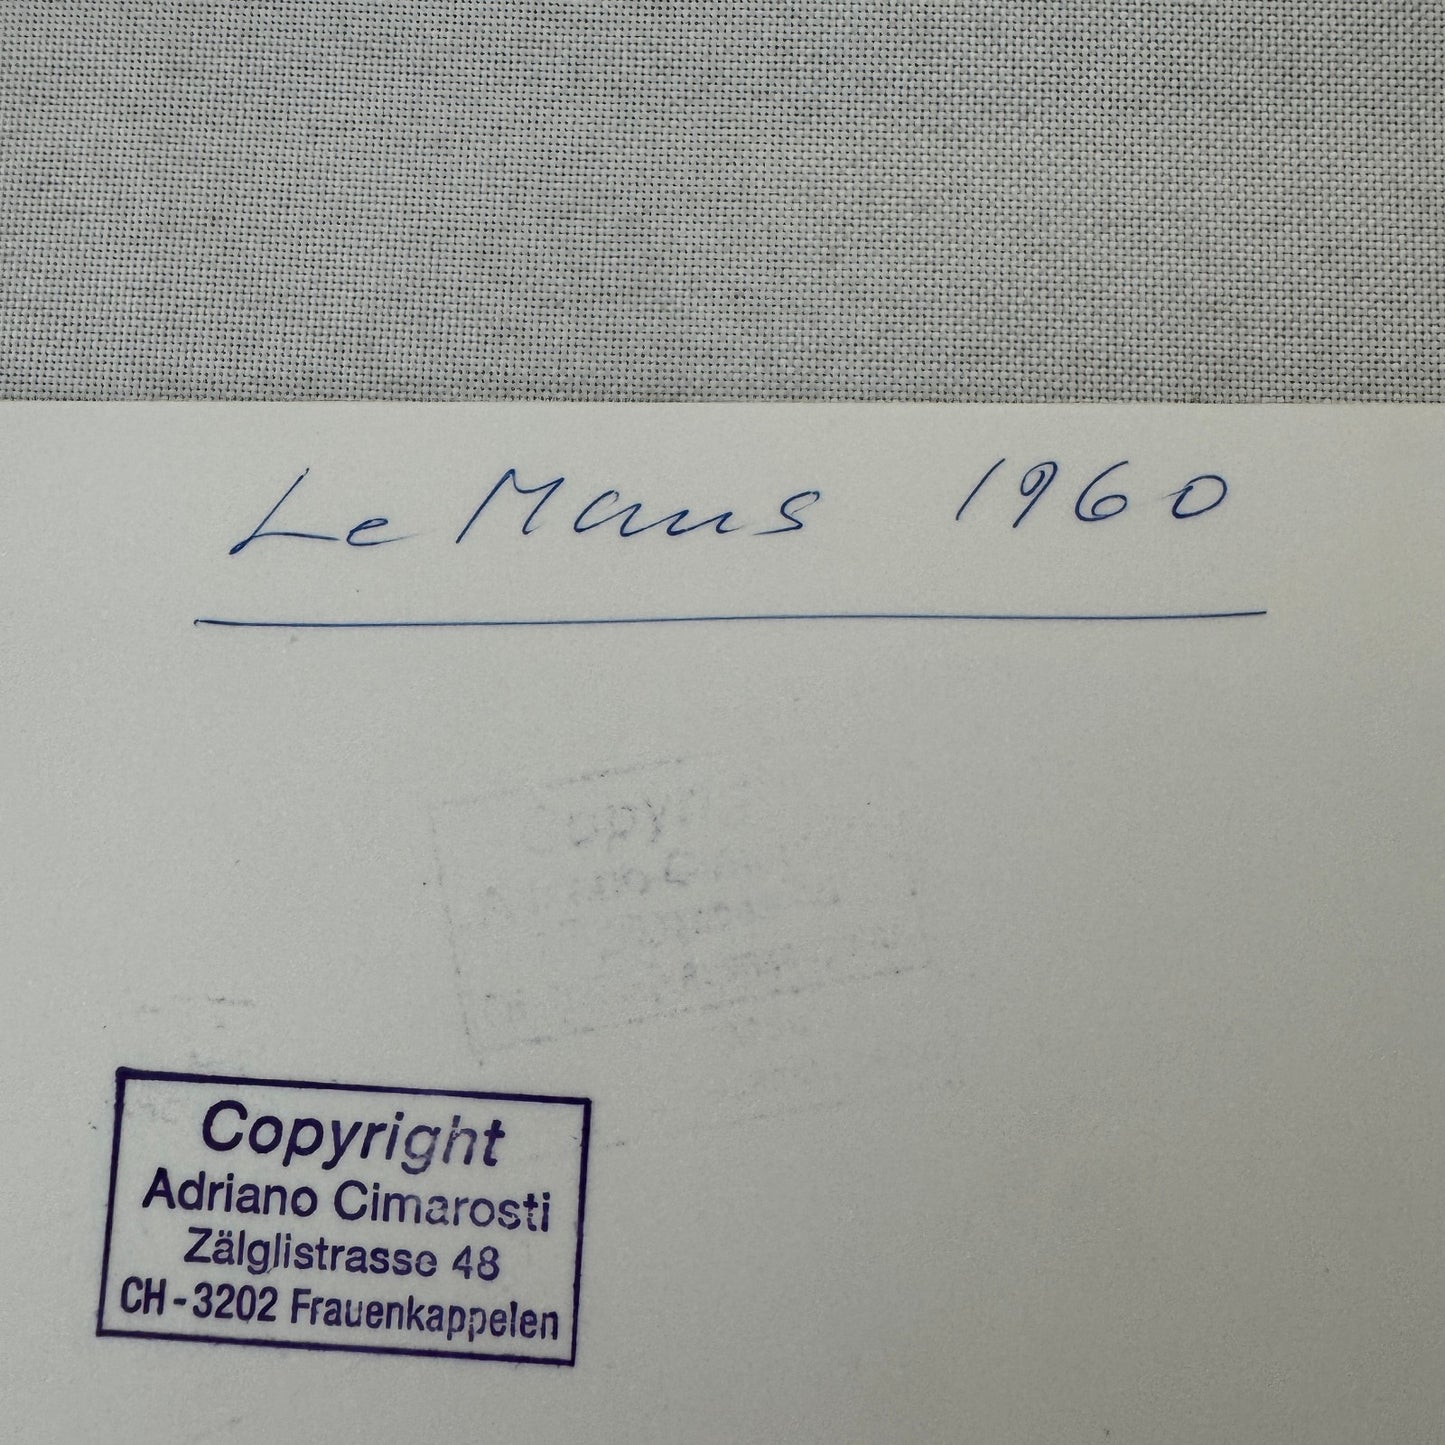 Le Mans 1960
Copyright
Adriano Cimarosti
Zälglistrasse 48
CH-3202 Frauenkappelen